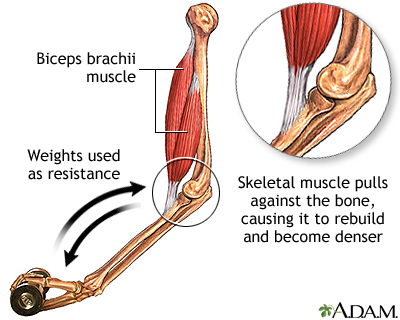 Biceps brachii
muscle
Weights used
as resistance
Skeletal muscle pulls
against the bone,
causing it to rebuild
and become denser
ADAM.